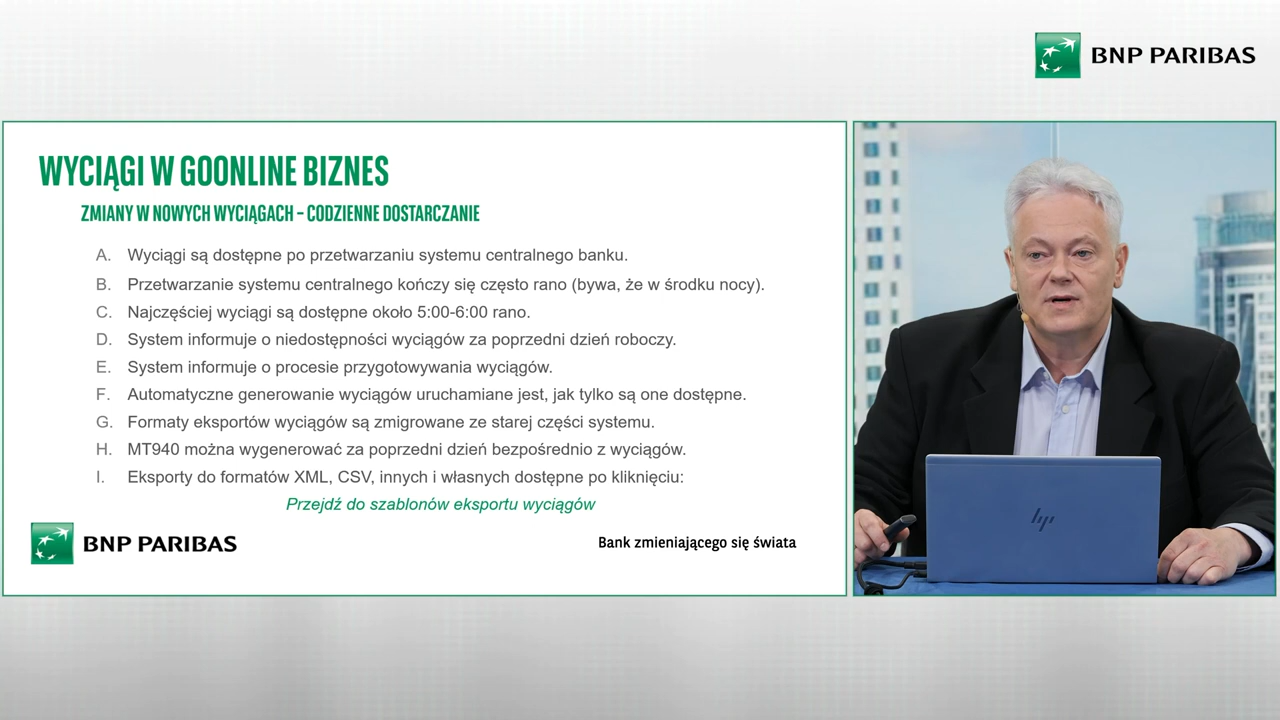 BNP PARIBAS
WYCIĄGI W GOONLINE BIZNES
ZMIANY W NOWYCH WYCIĄGACH – CODZIENNE DOSTARCZANIE
A. Wyciągi są dostępne po przetwarzaniu systemu centralnego banku.
B. Przetwarzanie systemu centralnego kończy się często rano (bywa, że w środku nocy).
C. Najczęściej wyciągi są dostępne około 5:00-6:00 rano.
D. System informuje o niedostępności wyciągów za poprzedni dzień roboczy.
E. System informuje o procesie przygotowywania wyciągów.
F. Automatyczne generowanie wyciągów uruchamiane jest, jak tylko są one dostępne.
G. Formaty eksportów wyciągów są zmigrowane ze starej części systemu.
H. MT940 można wygenerować za poprzedni dzień bezpośrednio z wyciągów.
I. Eksporty do formatów XML, CSV, innych i własnych dostępne po kliknięciu:
Przejdź do szablonów eksportu wyciągów
BNP PARIBAS
Bank zmieniającego się świata
hp